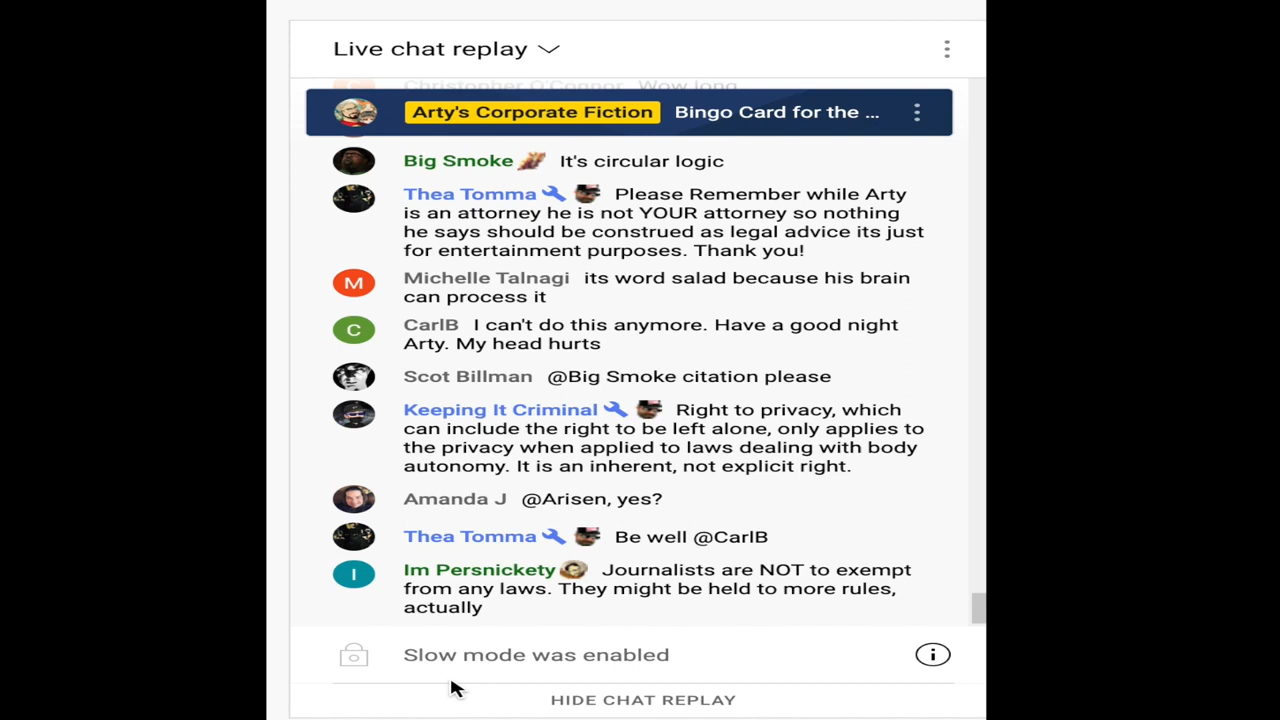 Live chat replay
Christopher O'Connor Wow long
Arty's Corporate Fiction Bingo Card for the ...
Big Smoke It's circular logic
Thea Tomma Please Remember while Arty
is an attorney he is not YOUR attorney so nothing
he says should be construed as legal advice its just
for entertainment purposes. Thank you!
M Michelle Talnagi its word salad because his brain
can process it
C CarlB I can't do this anymore. Have a good night
Arty. My head hurts
Scot Billman @Big Smoke citation please
Keeping It Criminal Right to privacy, which
can include the right to be left alone, only applies to
the privacy when applied to laws dealing with body
autonomy. It is an inherent, not explicit right.
Amanda J @Arisen, yes?
Thea Tomma Be well @CarlB
I Im Persnickety Journalists are NOT to exempt
from any laws. They might be held to more rules,
actually
Slow mode was enabled
HIDE CHAT REPLAY